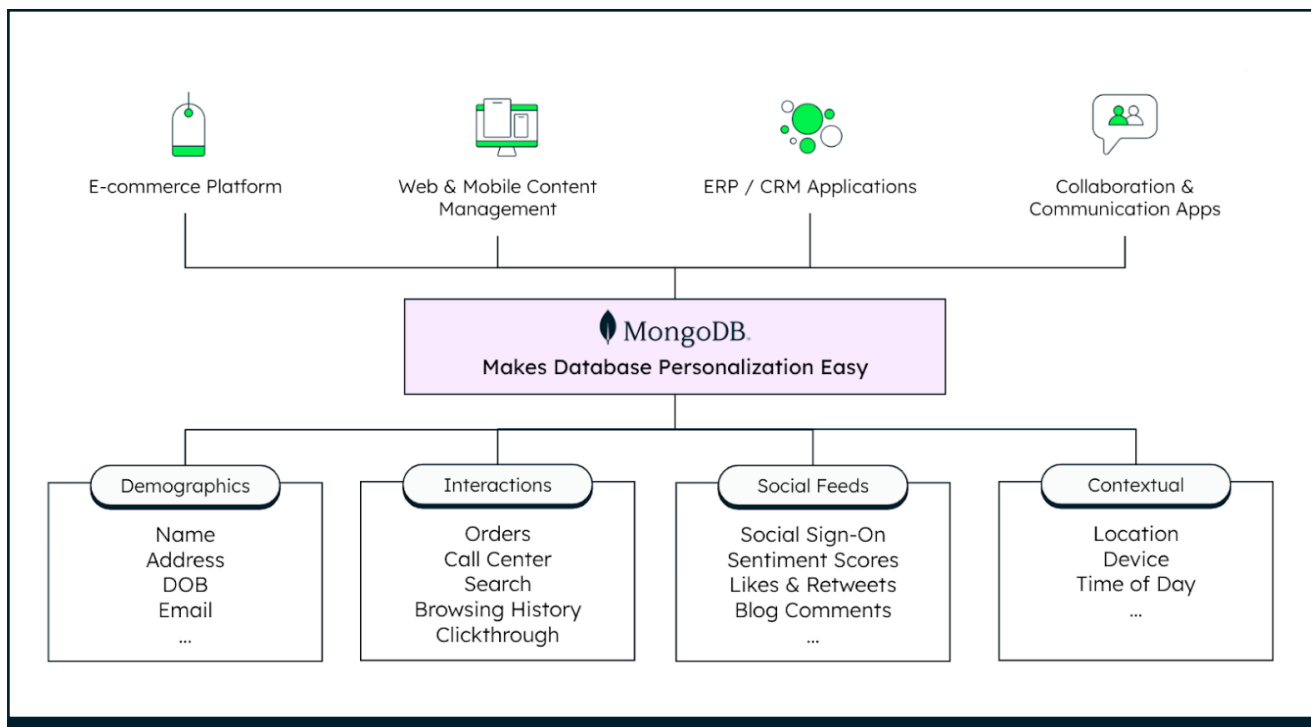 E-commerce Platform
Web & Mobile Content
Management
ERP / CRM Applications
Collaboration &
Communication Apps
MongoDB.
Makes Database Personalization Easy
Demographics
Name
Address
DOB
Email
...
Interactions
Orders
Call Center
Search
Browsing History
Clickthrough
Social Feeds
Social Sign-On
Sentiment Scores
Likes & Retweets
Blog Comments
...
Contextual
Location
Device
Time of Day
...